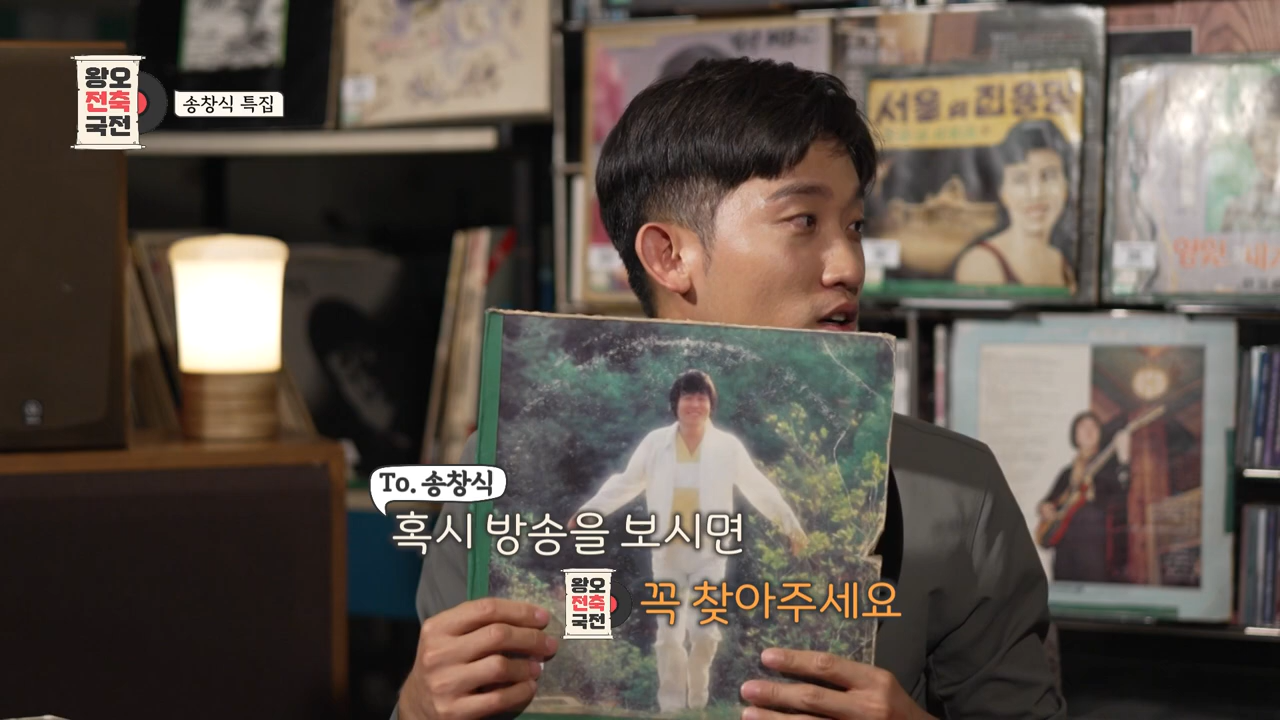 왕오
전축
국전
송창식 특집
서울의 진웅담
To. 송창식
혹시 방송을 보시면
왕오
전축
국전
꼭 찾아주세요